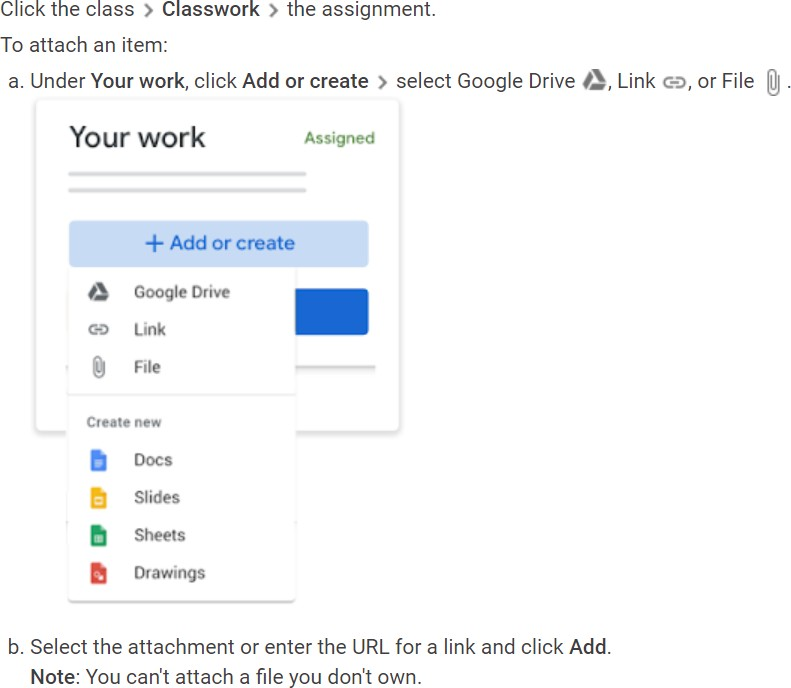 Click the class > Classwork > the assignment.
To attach an item:
a. Under Your work, click Add or create > select Google Drive , Link , or File .
Your work
Assigned
+ Add or create
Google Drive
Link
File
Create new
Docs
Slides
Sheets
Drawings
b. Select the attachment or enter the URL for a link and click Add.
Note: You can't attach a file you don't own.